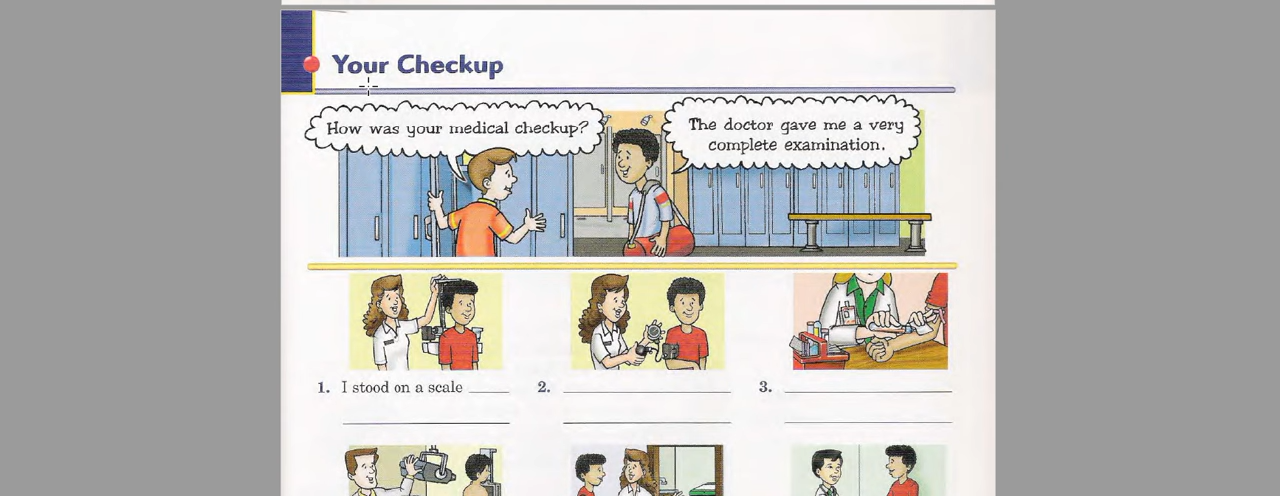 Your Checkup
How was your medical checkup?
The doctor gave me a very
complete examination.
1. I stood on a scale
2.
3.